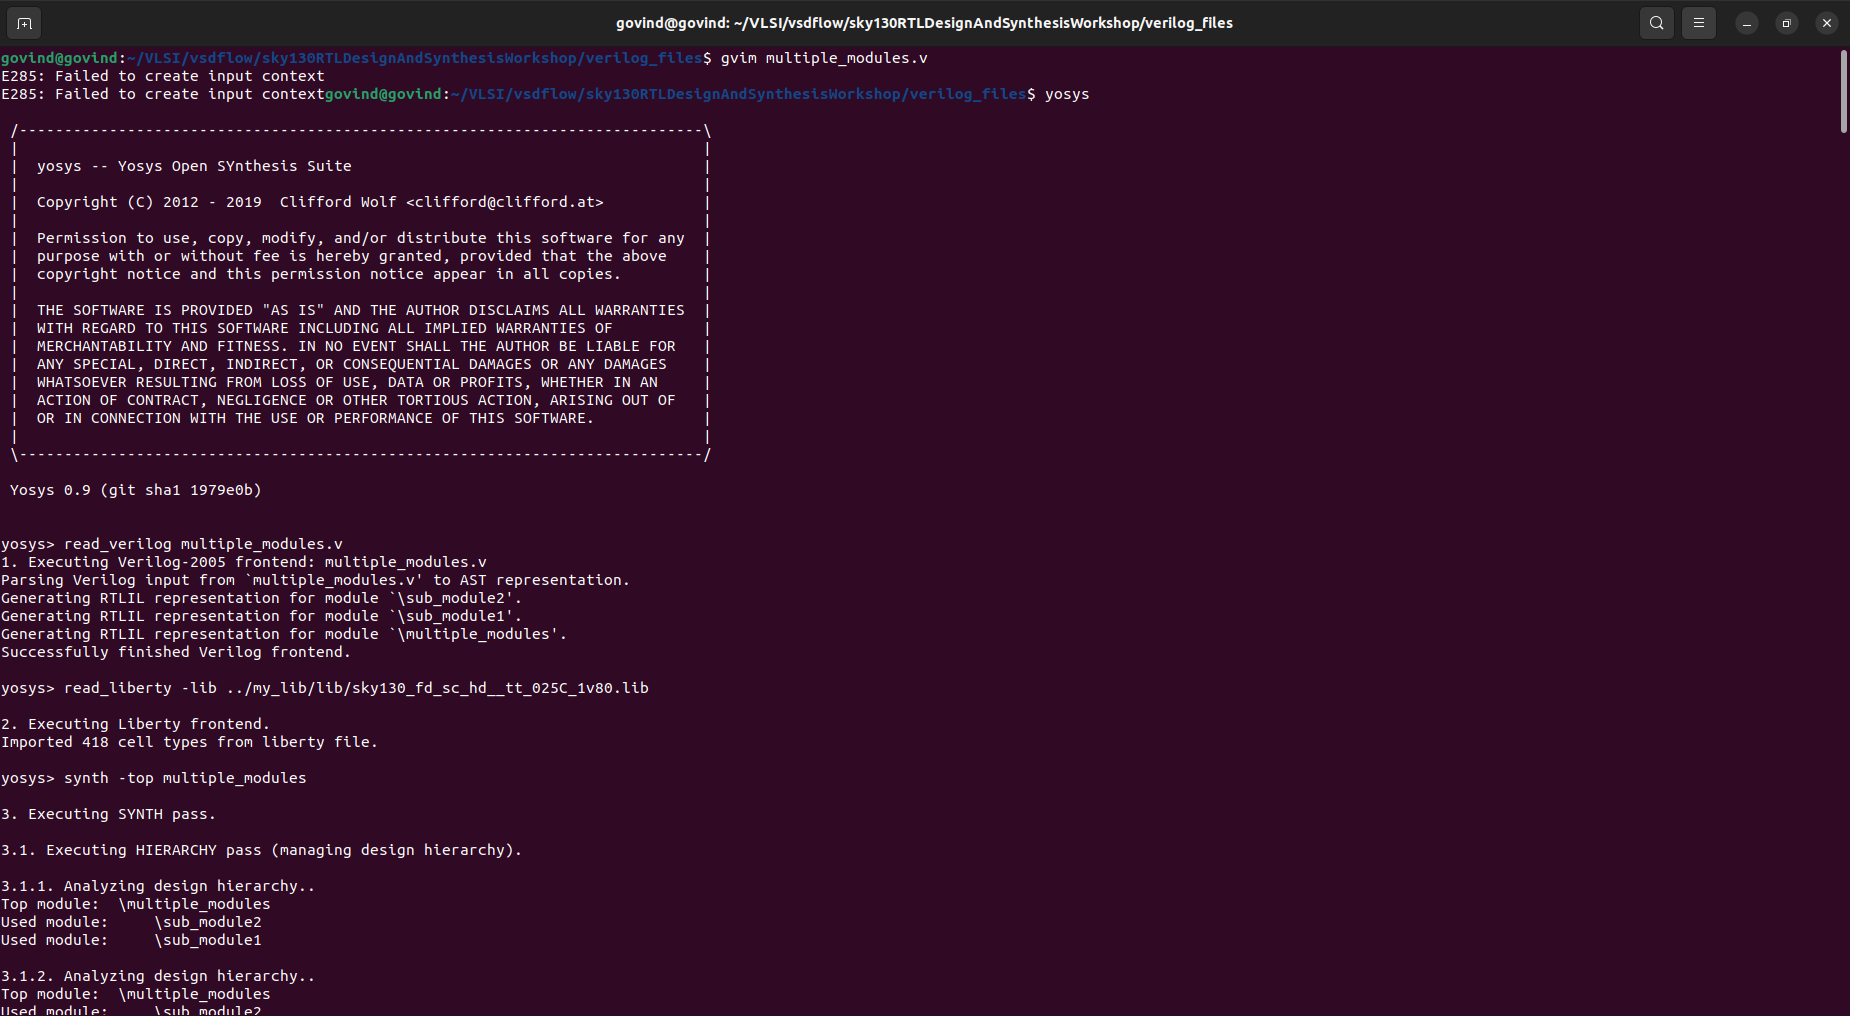 govind@govind: ~/VLSI/vsdflow/sky130RTLDesignAndSynthesisWorkshop/verilog_files
govind@govind:~/VLSI/vsdflow/sky130RTLDesignAndSynthesisWorkshop/verilog_files$ gvim multiple_modules.v
E285: Failed to create input context
E285: Failed to create input contextgovind@govind:~/VLSI/vsdflow/sky130RTLDesignAndSynthesisWorkshop/verilog_files$ yosys
/----------------------------------------------------------------------------\
|                                                                            |
|  yosys -- Yosys Open SYnthesis Suite                                       |
|                                                                            |
|  Copyright (C) 2012 - 2019  Clifford Wolf <clifford@clifford.at>           |
|                                                                            |
|  Permission to use, copy, modify, and/or distribute this software for any  |
|  purpose with or without fee is hereby granted, provided that the above    |
|  copyright notice and this permission notice appear in all copies.         |
|                                                                            |
|  THE SOFTWARE IS PROVIDED "AS IS" AND THE AUTHOR DISCLAIMS ALL WARRANTIES  |
|  WITH REGARD TO THIS SOFTWARE INCLUDING ALL IMPLIED WARRANTIES OF          |
|  MERCHANTABILITY AND FITNESS. IN NO EVENT SHALL THE AUTHOR BE LIABLE FOR   |
|  ANY SPECIAL, DIRECT, INDIRECT, OR CONSEQUENTIAL DAMAGES OR ANY DAMAGES    |
|  WHATSOEVER RESULTING FROM LOSS OF USE, DATA OR PROFITS, WHETHER IN AN     |
|  ACTION OF CONTRACT, NEGLIGENCE OR OTHER TORTIOUS ACTION, ARISING OUT OF   |
|  OR IN CONNECTION WITH THE USE OR PERFORMANCE OF THIS SOFTWARE.            |
|                                                                            |
\----------------------------------------------------------------------------/
Yosys 0.9 (git sha1 1979e0b)
yosys> read_verilog multiple_modules.v
1. Executing Verilog-2005 frontend: multiple_modules.v
Parsing Verilog input from `multiple_modules.v' to AST representation.
Generating RTLIL representation for module `\sub_module2'.
Generating RTLIL representation for module `\sub_module1'.
Generating RTLIL representation for module `\multiple_modules'.
Successfully finished Verilog frontend.
yosys> read_liberty -lib ../my_lib/lib/sky130_fd_sc_hd__tt_025C_1v80.lib
2. Executing Liberty frontend.
Imported 418 cell types from liberty file.
yosys> synth -top multiple_modules
3. Executing SYNTH pass.
3.1. Executing HIERARCHY pass (managing design hierarchy).
3.1.1. Analyzing design hierarchy..
Top module:  \multiple_modules
Used module:     \sub_module2
Used module:     \sub_module1
3.1.2. Analyzing design hierarchy..
Top module:  \multiple_modules
Used module:     \sub_module2